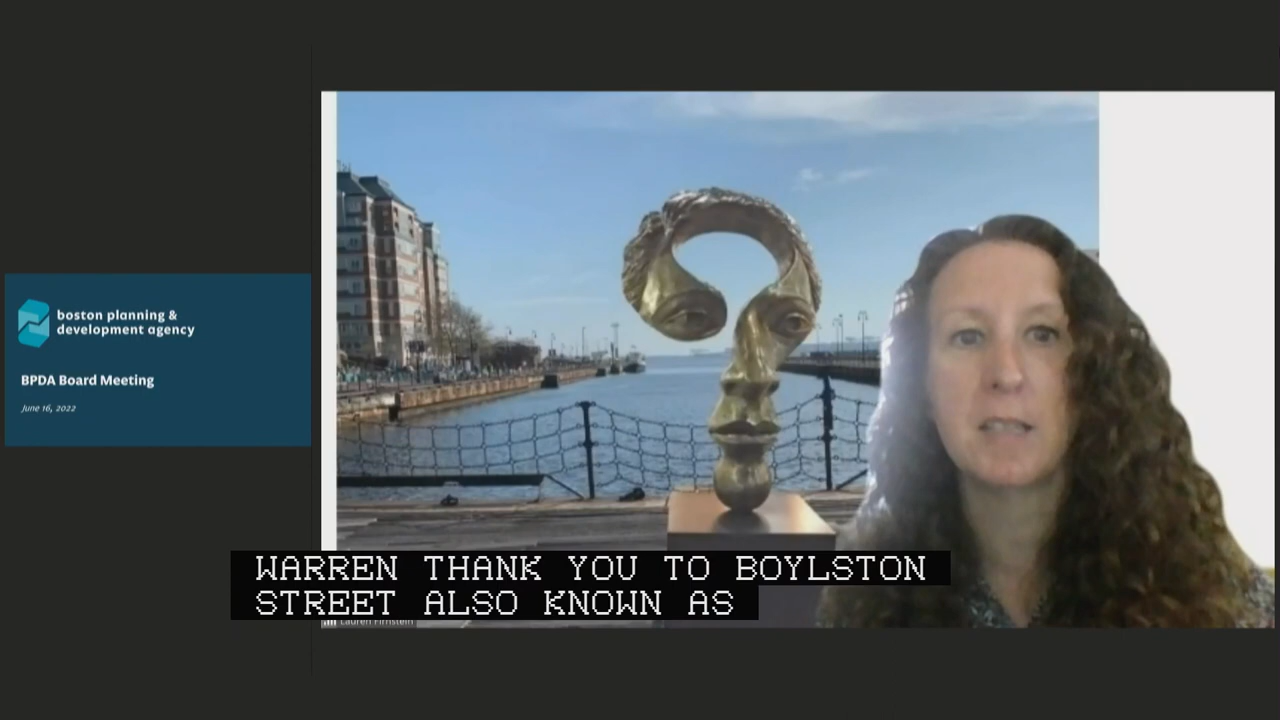 boston planning &
development agency
BPDA Board Meeting
June 16, 2022
WARREN THANK YOU TO BOYLSTON
STREET ALSO KNOWN AS
Lauren